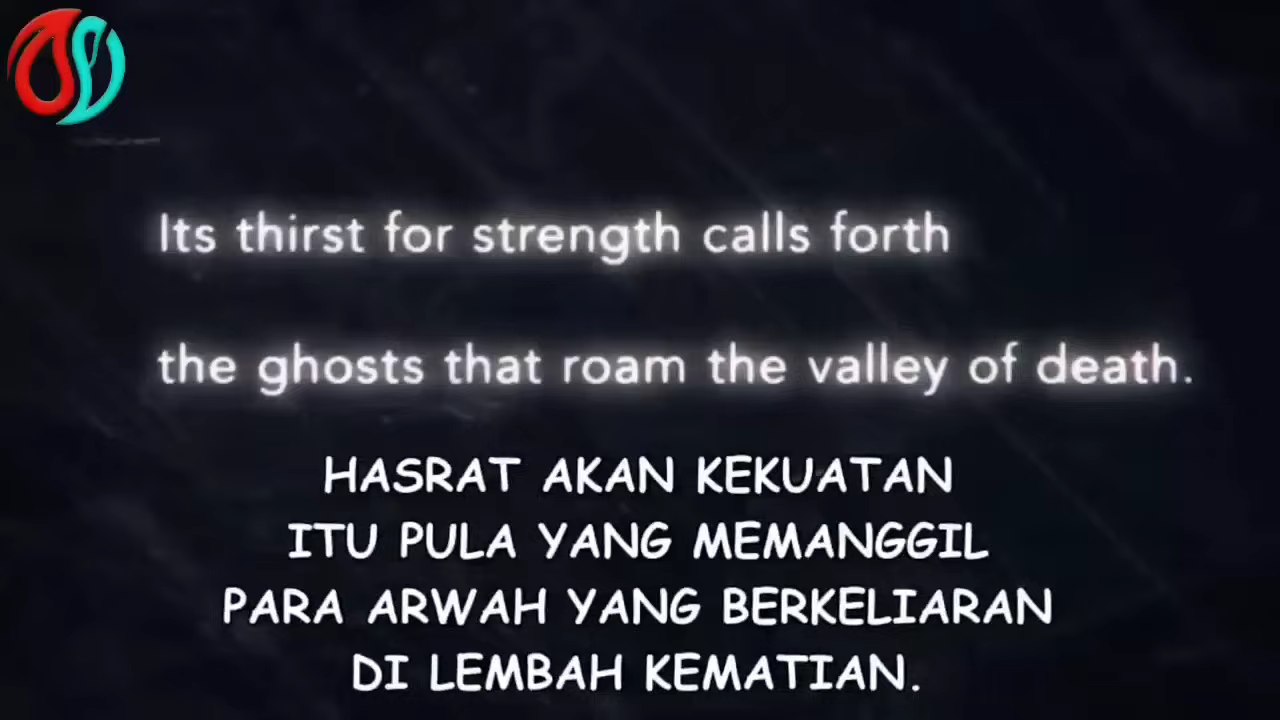 Its thirst for strength calls forth
the ghosts that roam the valley of death.
HASRAT AKAN KEKUATAN
ITU PULA YANG MEMANGGIL
PARA ARWAH YANG BERKELIARAN
DI LEMBAH KEMATIAN.